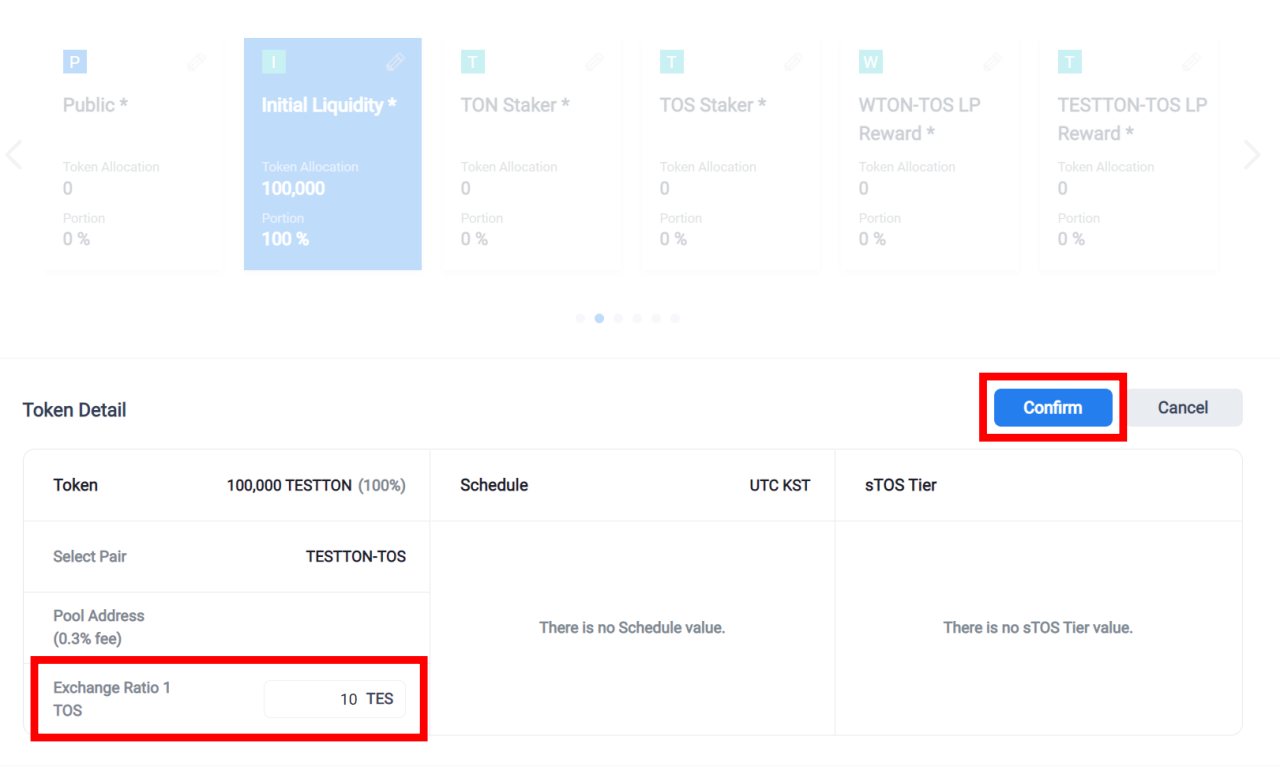 P
Public *
Token Allocation
0
Portion
0 %
I
Initial Liquidity *
Token Allocation
100,000
Portion
100 %
T
TON Staker *
Token Allocation
0
Portion
0 %
T
TOS Staker *
Token Allocation
0
Portion
0 %
W
WTON-TOS LP
Reward *
Token Allocation
0
Portion
0 %
T
TESTTON-TOS LP
Reward *
Token Allocation
0
Portion
0 %
Token Detail
Confirm
Cancel
Token 100,000 TESTTON (100%)
Select Pair TESTTON-TOS
Pool Address
(0.3% fee)
Exchange Ratio 1
TOS
10 TES
Schedule UTC KST
There is no Schedule value.
sTOS Tier
There is no sTOS Tier value.